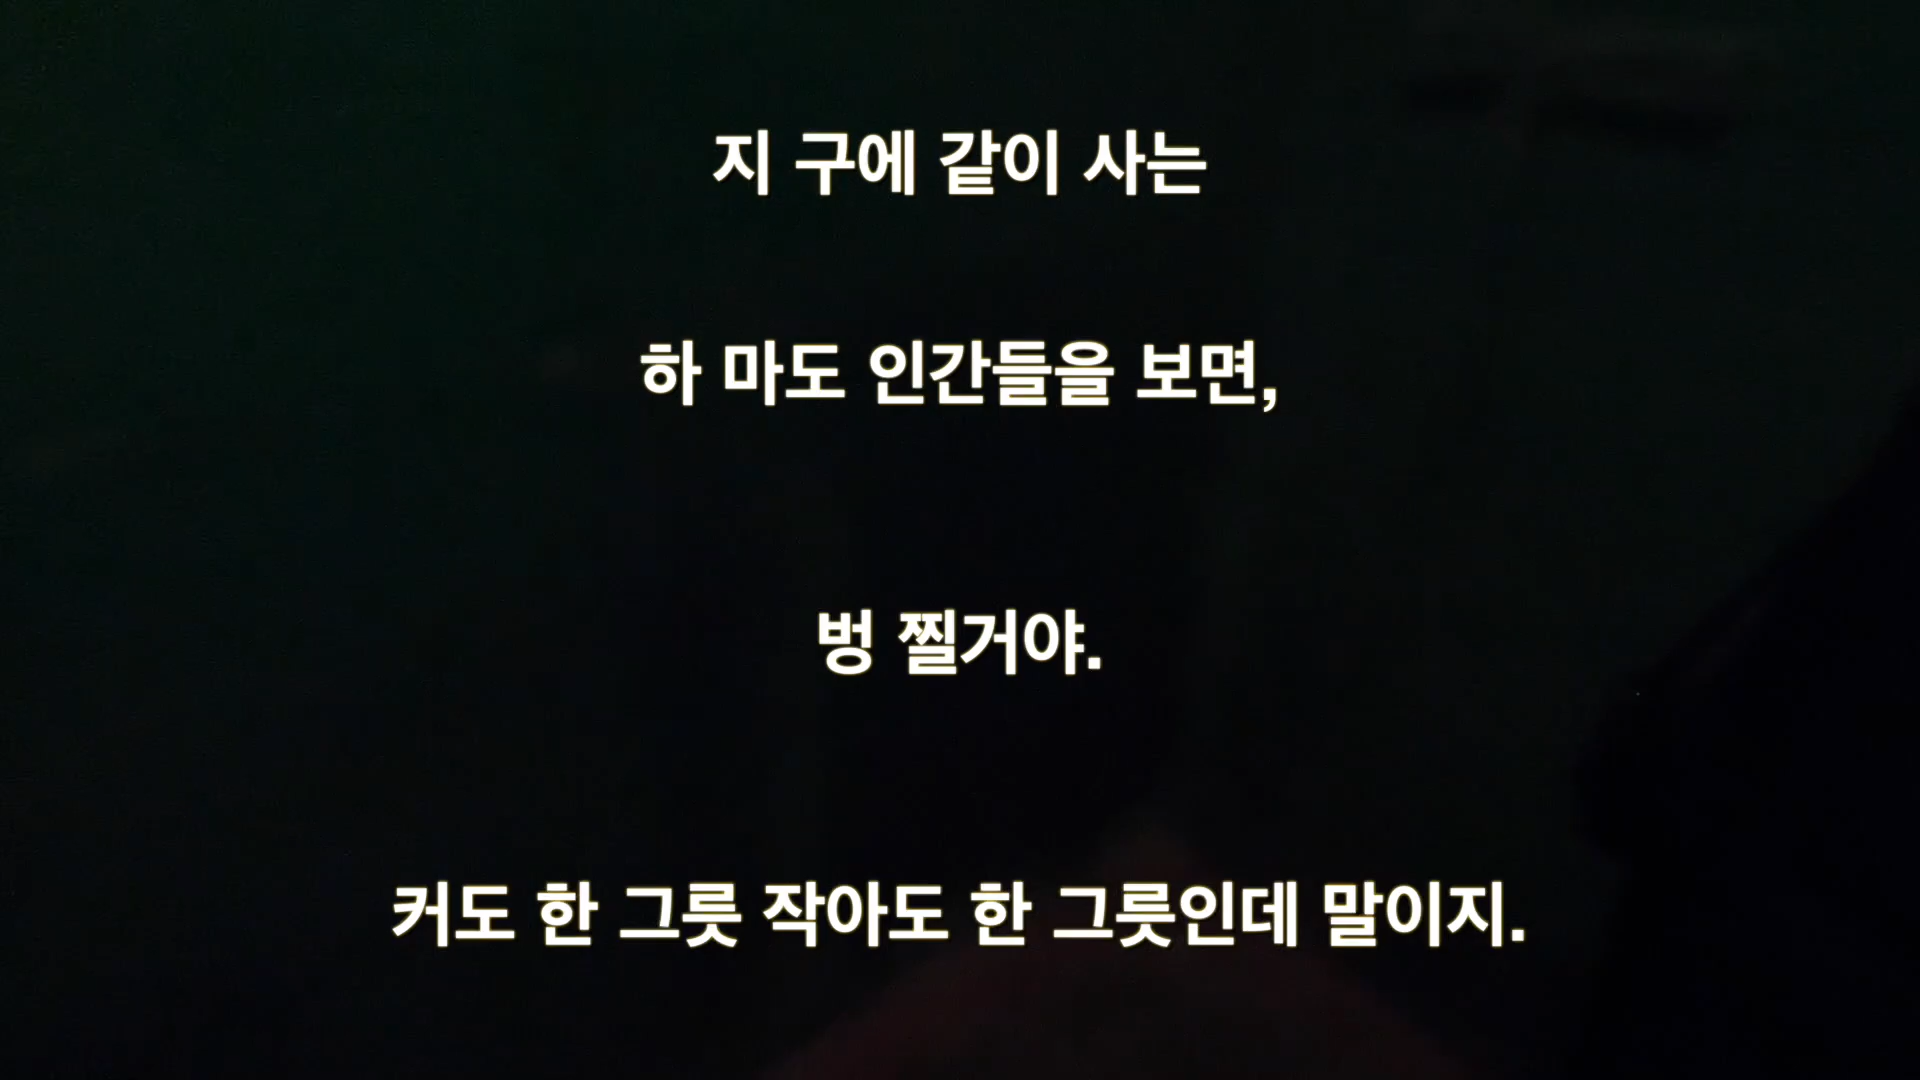 지 구에 같이 사는
하 마도 인간들을 보면,
벙 찔거야.
커도 한 그릇 작아도 한 그릇인데 말이지.